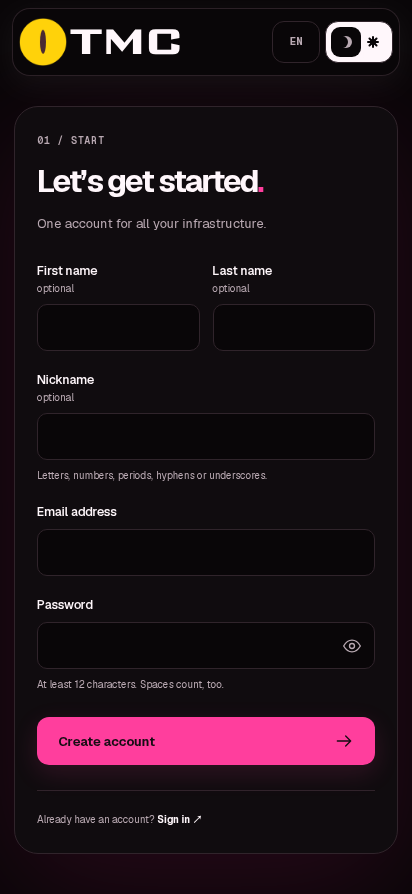 TMC
EN
01 / START
Let's get started.
One account for all your infrastructure.
First name
optional
Last name
optional
Nickname
optional
Letters, numbers, periods, hyphens or underscores.
Email address
Password
At least 12 characters. Spaces count, too.
Create account →
Already have an account? Sign in ↗